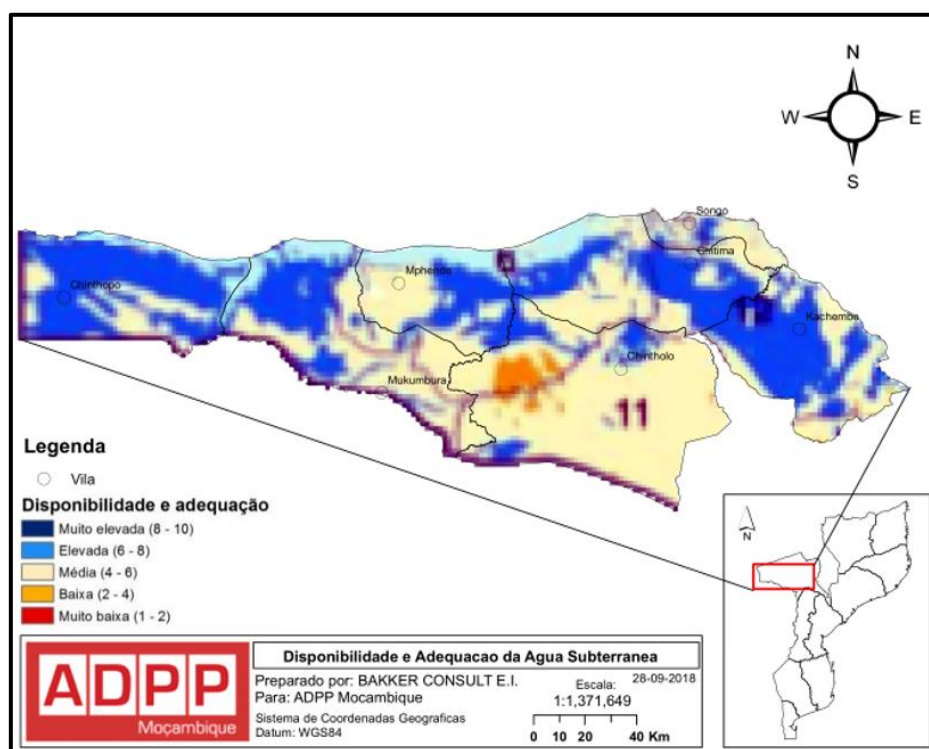 N
W
E
S
Songo
Chitima
Chinthopo
Mphende
Kachembe
Chintholo
Mukumbura
11
Legenda
Vila
Disponibilidade e adequação
Muito elevada (8 - 10)
Elevada (6 - 8)
Média (4 - 6)
Baixa (2 - 4)
Muito baixa (1 - 2)
N
ADPP
Moçambique
Disponibilidade e Adequacao da Agua Subterranea
Preparado por: BAKKER CONSULT E.I.
Para: ADPP Mocambique
Sistema de Coordenadas Geograficas
Datum: WGS84
Escala:
28-09-2018
1:1,371,649
0 10 20 40 Km